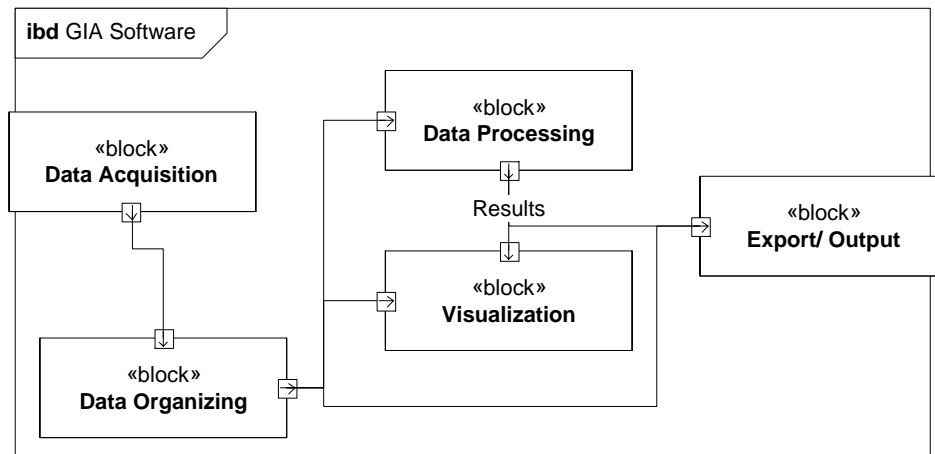 ibd GIA Software
«block»
Data Processing
«block»
Data Acquisition
Results
«block»
Export/ Output
«block»
Visualization
«block»
Data Organizing